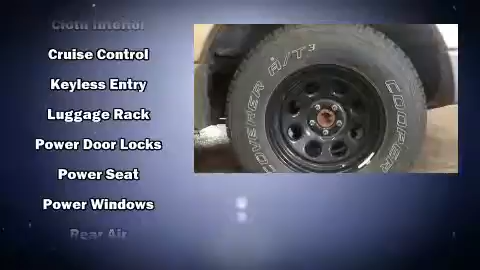 Cloth Interior
Cruise Control
Keyless Entry
Luggage Rack
Power Door Locks
Power Seat
Power Windows
Rear Air
COVERER A/T³
COOPER